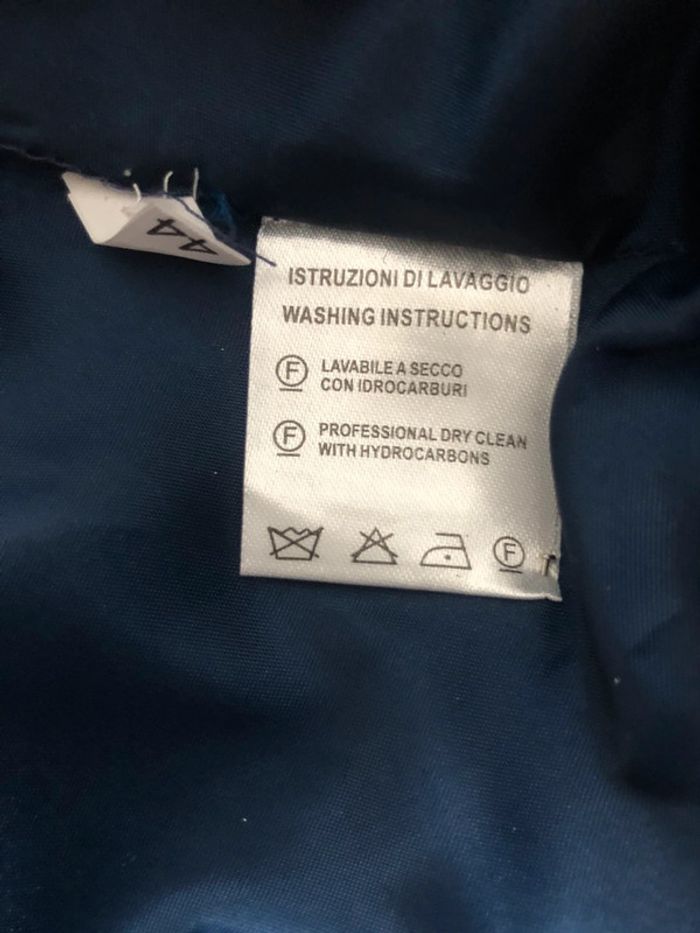 44
ISTRUZIONI DI LAVAGGIO
WASHING INSTRUCTIONS
F LAVABILE A SECCO
CON IDROCARBURI
F PROFESSIONAL DRY CLEAN
WITH HYDROCARBONS
F